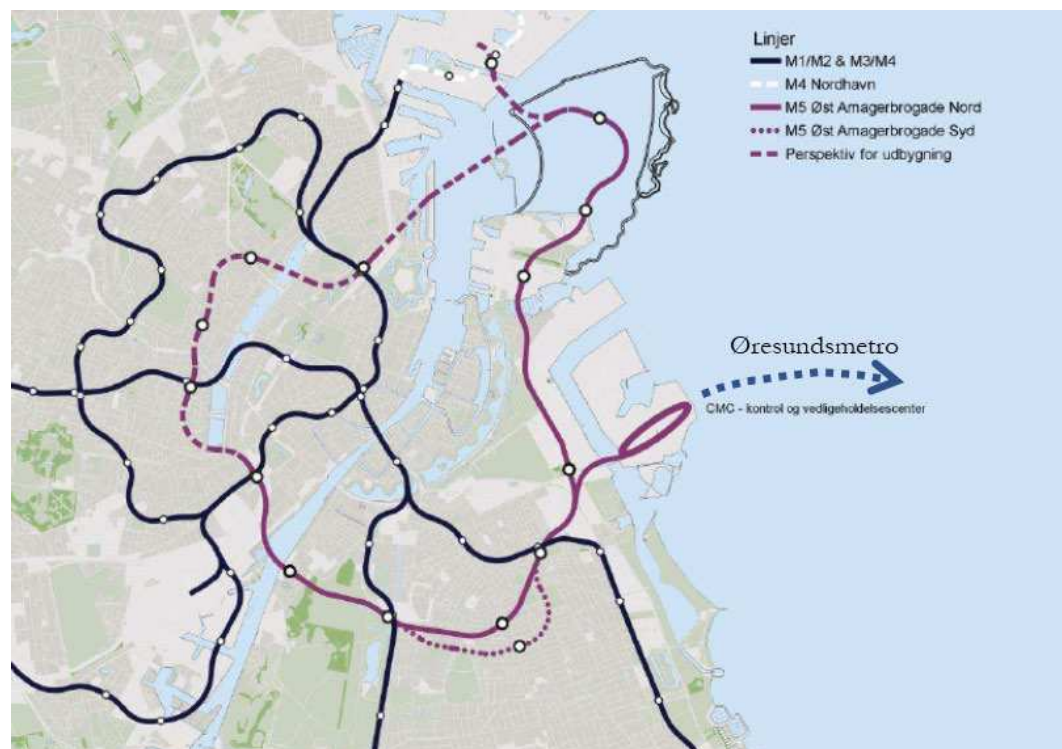 Linjer
M1/M2 & M3/M4
M4 Nordhavn
M5 Øst Amagerbrogade Nord
M5 Øst Amagerbrogade Syd
Perspektiv for udbygning
Øresundsmetro
CMC - kontrol og vedligeholdelsescenter